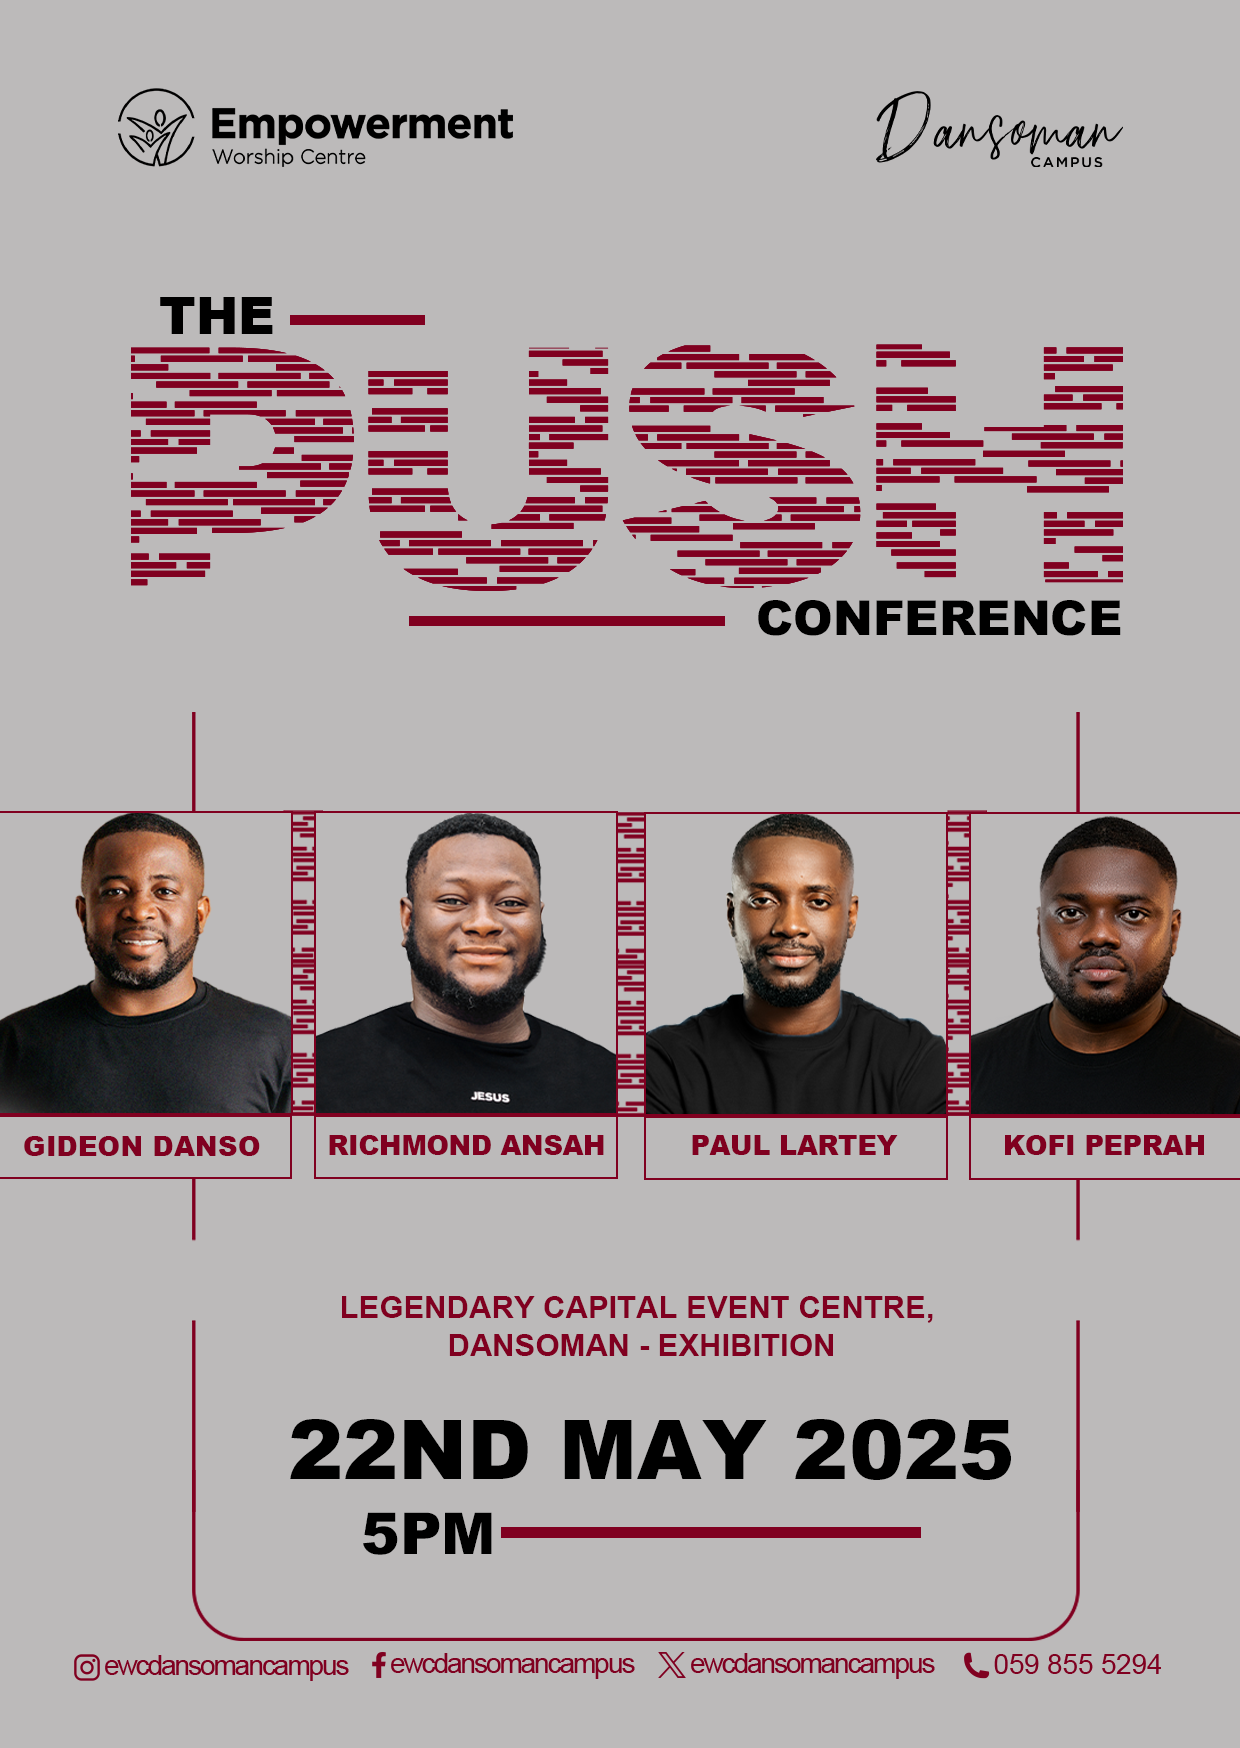 Empowerment
Worship Centre
Dansoman
CAMPUS
THE
PUSH
CONFERENCE
JESUS
GIDEON DANSO
RICHMOND ANSAH
PAUL LARTEY
KOFI PEPRAH
LEGENDARY CAPITAL EVENT CENTRE,
DANSOMAN - EXHIBITION
22ND MAY 2025
5PM
ewcdansomancampus
ewcdansomancampus
ewcdansomancampus
059 855 5294